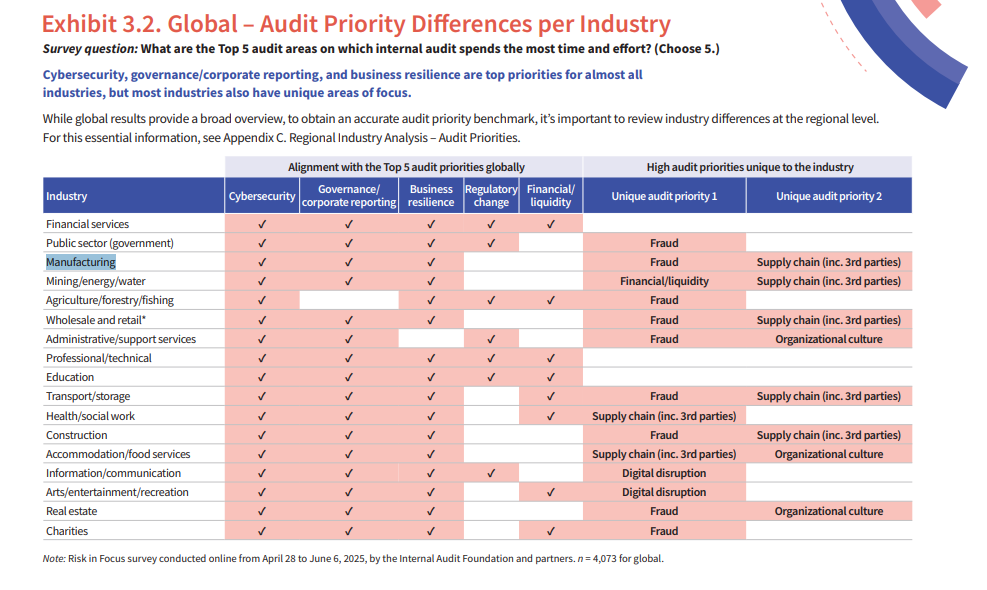 Exhibit 3.2. Global – Audit Priority Differences per Industry
Survey question: What are the Top 5 audit areas on which internal audit spends the most time and effort? (Choose 5.)
Cybersecurity, governance/corporate reporting, and business resilience are top priorities for almost all
industries, but most industries also have unique areas of focus.
While global results provide a broad overview, to obtain an accurate audit priority benchmark, it's important to review industry differences at the regional level.
For this essential information, see Appendix C. Regional Industry Analysis – Audit Priorities.
Alignment with the Top 5 audit priorities globally High audit priorities unique to the industry
Industry Cybersecurity Governance/ corporate reporting Business resilience Regulatory change Financial/ liquidity Unique audit priority 1 Unique audit priority 2
Financial services ✓ ✓ ✓ ✓ ✓
Public sector (government) ✓ ✓ ✓ ✓ Fraud
Manufacturing ✓ ✓ ✓ Fraud Supply chain (inc. 3rd parties)
Mining/energy/water ✓ ✓ ✓ Financial/liquidity Supply chain (inc. 3rd parties)
Agriculture/forestry/fishing ✓ ✓ ✓ ✓ Fraud
Wholesale and retail* ✓ ✓ ✓ Fraud Supply chain (inc. 3rd parties)
Administrative/support services ✓ ✓ ✓ Fraud Organizational culture
Professional/technical ✓ ✓ ✓ ✓ ✓
Education ✓ ✓ ✓ ✓ ✓
Transport/storage ✓ ✓ ✓ ✓ Fraud Supply chain (inc. 3rd parties)
Health/social work ✓ ✓ ✓ ✓ Supply chain (inc. 3rd parties)
Construction ✓ ✓ ✓ Fraud Supply chain (inc. 3rd parties)
Accommodation/food services ✓ ✓ ✓ Supply chain (inc. 3rd parties) Organizational culture
Information/communication ✓ ✓ ✓ ✓ Digital disruption
Arts/entertainment/recreation ✓ ✓ ✓ ✓ Digital disruption
Real estate ✓ ✓ ✓ Fraud Organizational culture
Charities ✓ ✓ ✓ ✓ Fraud
Note: Risk in Focus survey conducted online from April 28 to June 6, 2025, by the Internal Audit Foundation and partners. n = 4,073 for global.